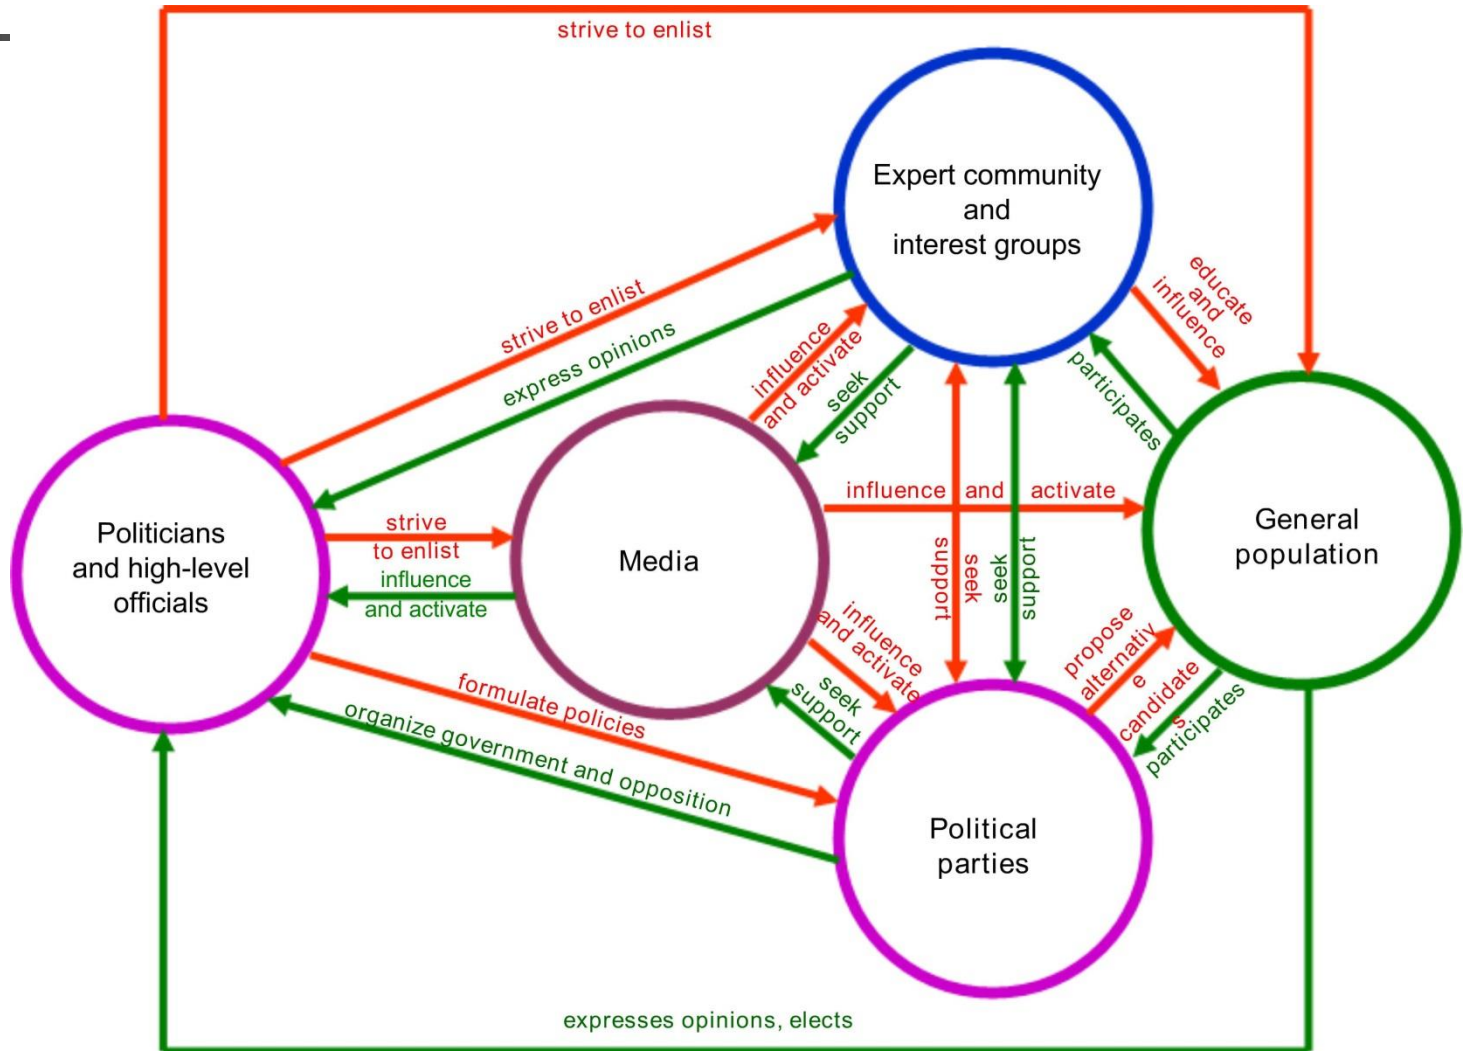 strive to enlist
Expert community
and
interest groups
educate
and
influence
strive to enlist
express opinions
influence
and activate
seek
support
participates
influence and activate
Politicians
and high-level
officials
strive
to enlist
influence
and activate
Media
General
population
seek
support
seek
support
influence
and activate
seek
support
propose
alternativ
e
candidate
s
participates
formulate policies
organize government and opposition
Political
parties
expresses opinions, elects